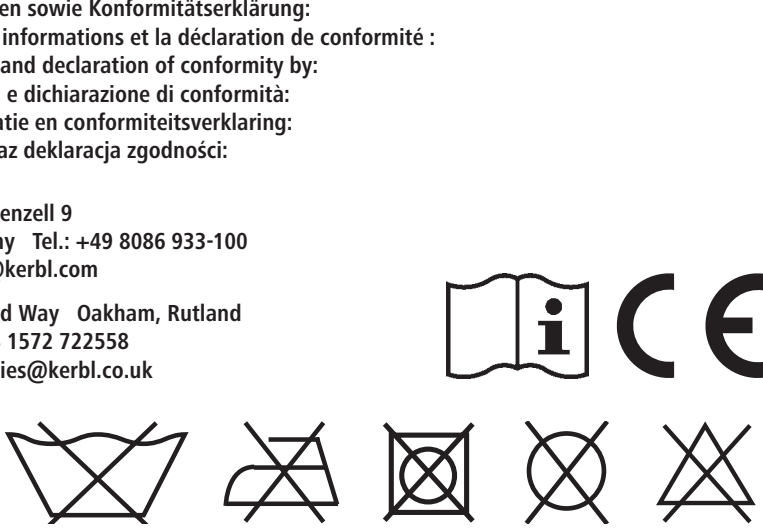 en sowie Konformitätserklärung:
informations et la déclaration de conformité :
and declaration of conformity by:
e dichiarazione di conformità:
tie en conformiteitsverklaring:
az deklaracja zgodności:
enzell 9
ny Tel.: +49 8086 933-100
@kerbl.com
d Way Oakham, Rutland
1572 722558
ies@kerbl.co.uk
i CE